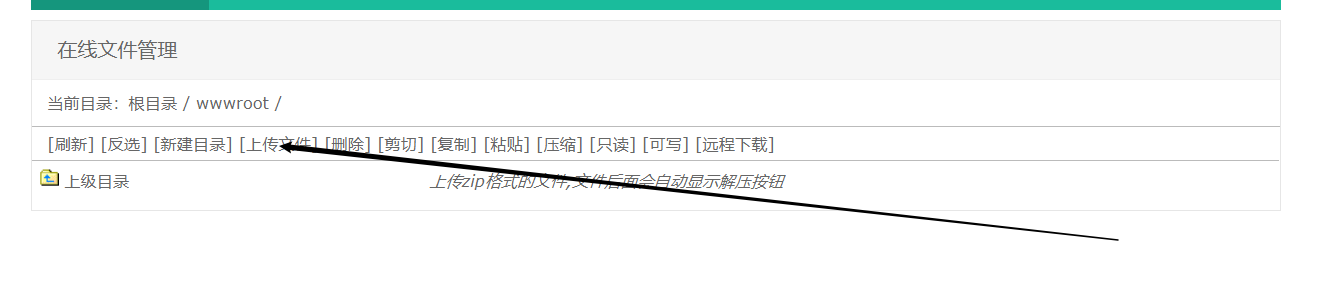 在线文件管理
当前目录：根目录 / wwwroot /
[刷新] [反选] [新建目录] [上传文件] [删除] [剪切] [复制] [粘贴] [压缩] [只读] [可写] [远程下载]
上级目录 上传zip格式的文件,文件后面会自动显示解压按钮